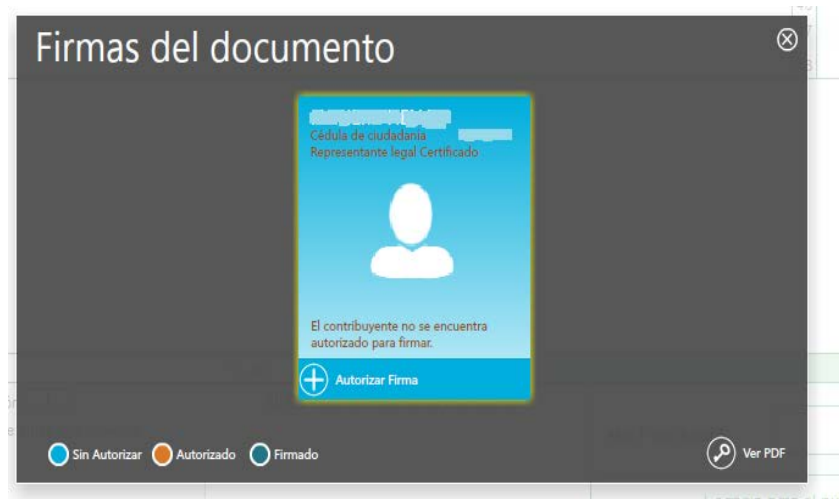 Firmas del documento
Cédula de ciudadanía
Representante legal Certificado
El contribuyente no se encuentra
autorizado para firmar.
Autorizar Firma
Sin Autorizar
Autorizado
Firmado
Ver PDF